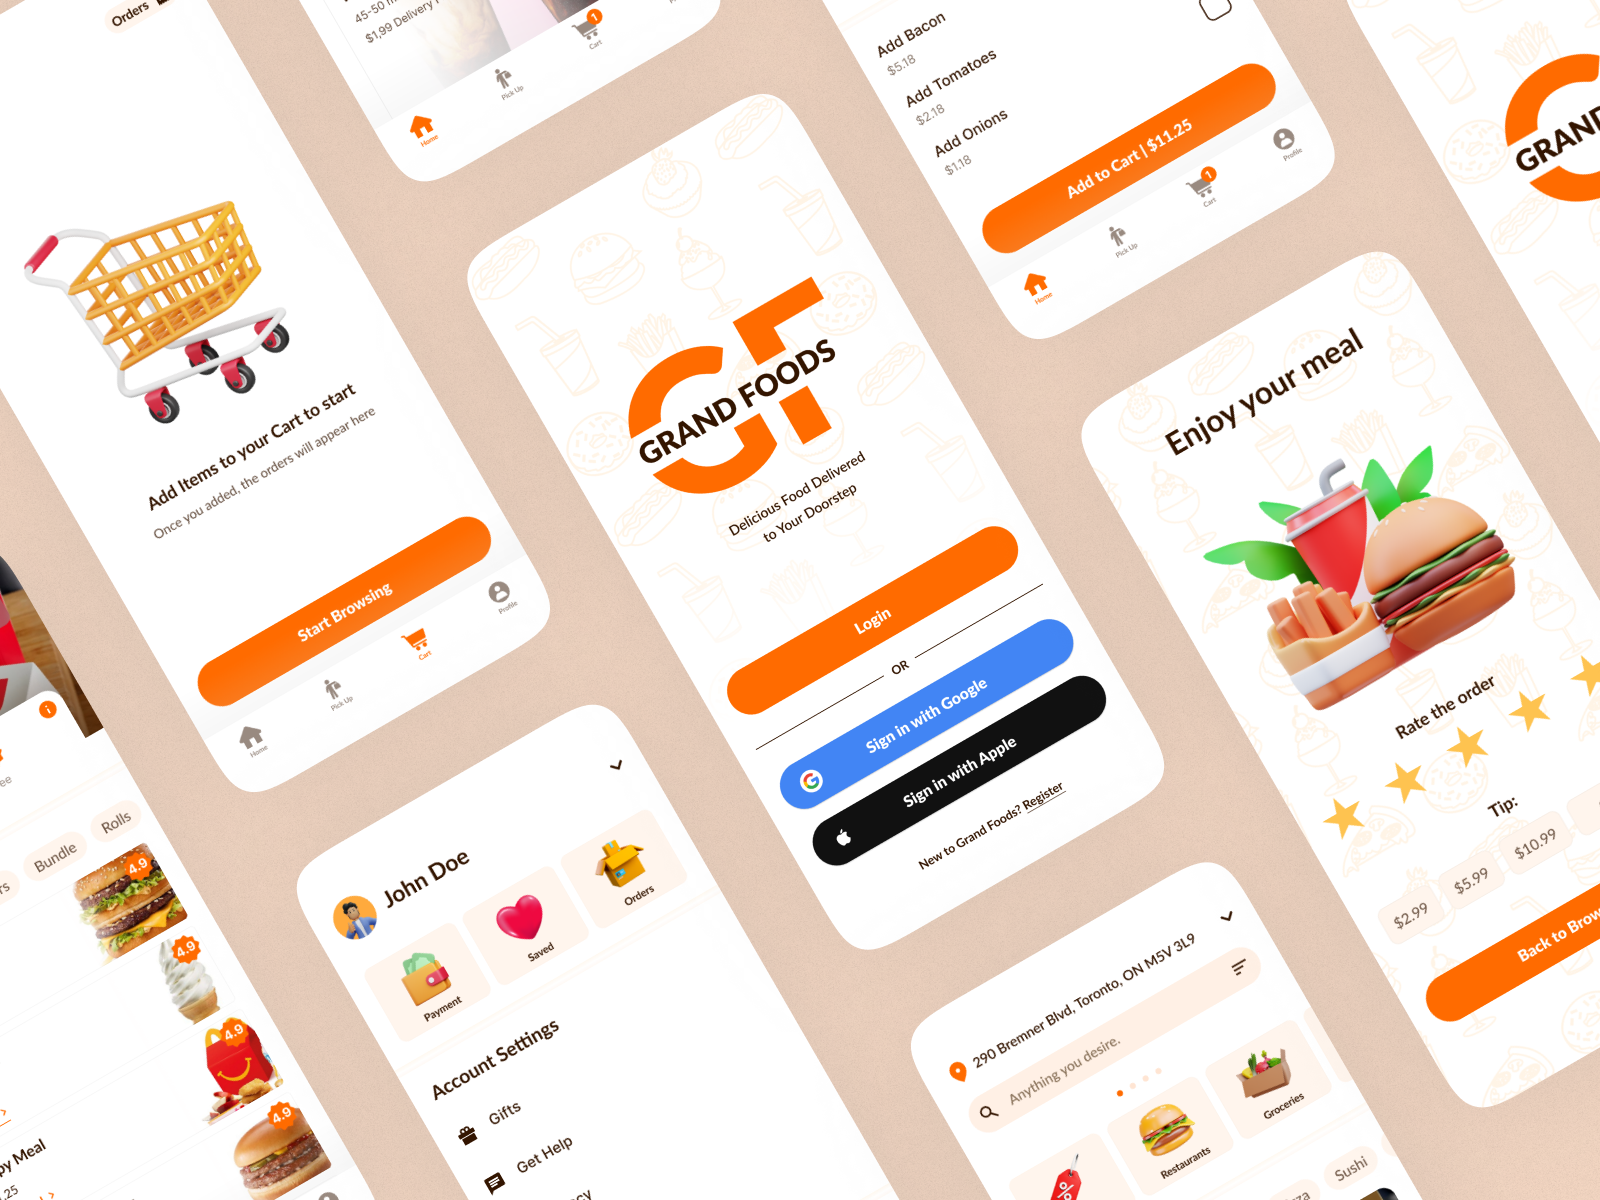 Orders
Add Items to your Cart to start
Once you added, the orders will appear here
Start Browsing
Home
Pick Up
Cart
Profile
45-50
$1,99 Delivery
Home
Pick Up
1
Cart
Add Bacon
$5.18
Add Tomatoes
$2.18
Add Onions
$1.18
Add to Cart | $11.25
Home
Pick Up
1
Cart
Profile
GRAND FOODS
Delicious Food Delivered
to Your Doorstep
Login
OR
Sign in with Google
Sign in with Apple
New to Grand Foods? Register
GRAND
Enjoy your meal
Rate the order
Tip:
$2.99
$5.99
$10.99
Back to Brow
Bundle
Rolls
4.9
4.9
4.9
4.9
py Meal
.25
John Doe
Payment
Saved
Orders
Account Settings
Gifts
Get Help
cy
290 Bremner Blvd, Toronto, ON M5V 3L9
Anything you desire.
Restaurants
Groceries
Sushi